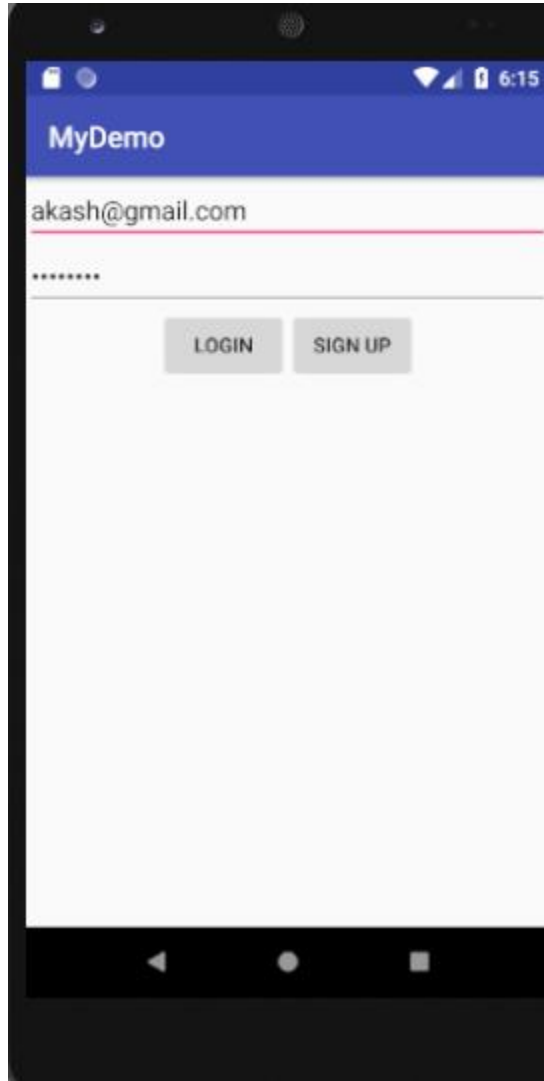 6:15
MyDemo
akash@gmail.com
••••••••
LOGIN SIGN UP